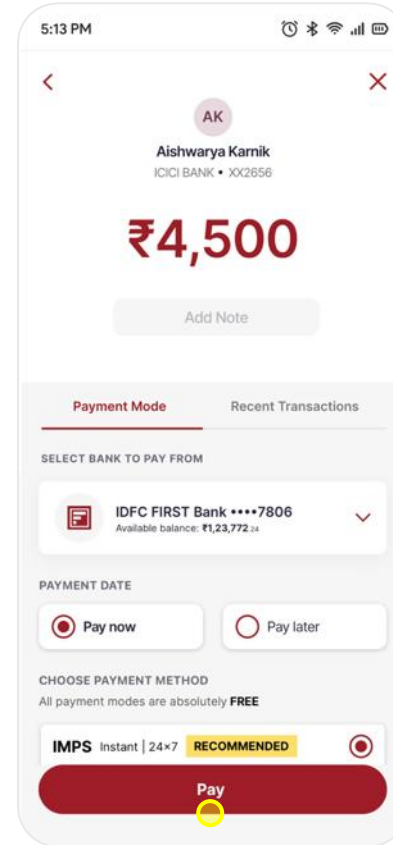 5:13 PM
AK
Aishwarya Karnik
ICICI BANK • XX2656
₹4,500
Add Note
Payment Mode Recent Transactions
SELECT BANK TO PAY FROM
IDFC FIRST Bank ••••7806
Available balance: ₹1,23,772.24
PAYMENT DATE
Pay now Pay later
CHOOSE PAYMENT METHOD
All payment modes are absolutely FREE
IMPS Instant | 24×7 RECOMMENDED
Pay